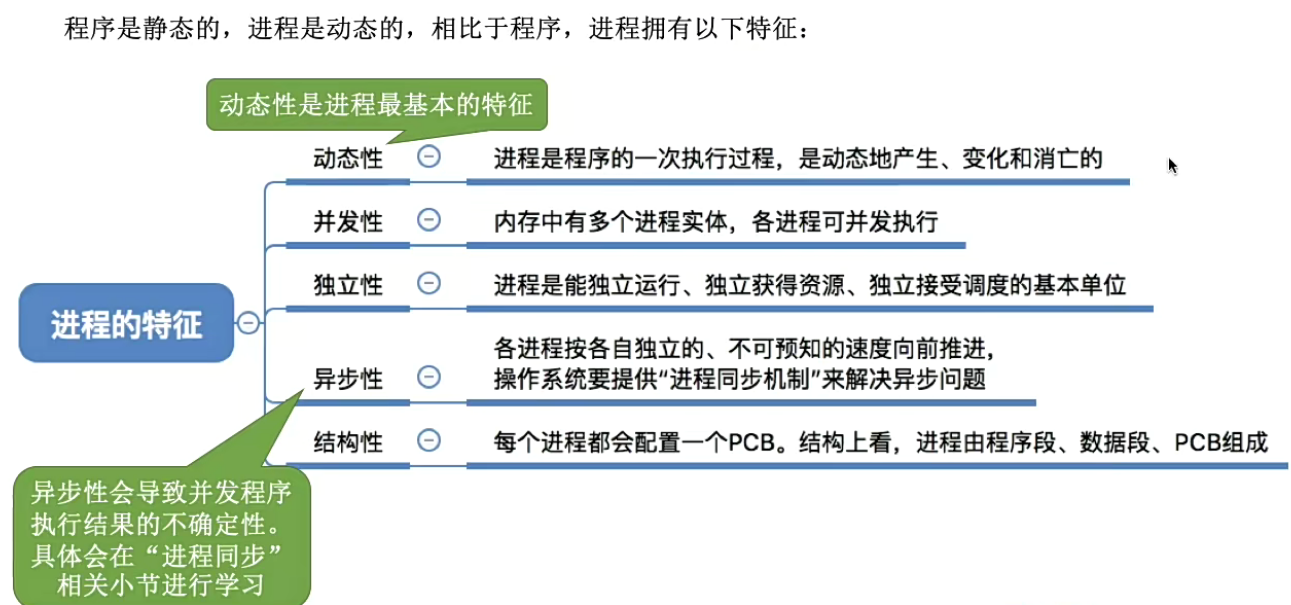 程序是静态的，进程是动态的，相比于程序，进程拥有以下特征：
动态性是进程最基本的特征
动态性
进程是程序的一次执行过程，是动态地产生、变化和消亡的
并发性
内存中有多个进程实体，各进程可并发执行
独立性
进程是能独立运行、独立获得资源、独立接受调度的基本单位
进程的特征
异步性
各进程按各自独立的、不可预知的速度向前推进，
操作系统要提供“进程同步机制”来解决异步问题
结构性
每个进程都会配置一个PCB。结构上看，进程由程序段、数据段、PCB组成
异步性会导致并发程序
执行结果的不确定性。
具体会在“进程同步”
相关小节进行学习